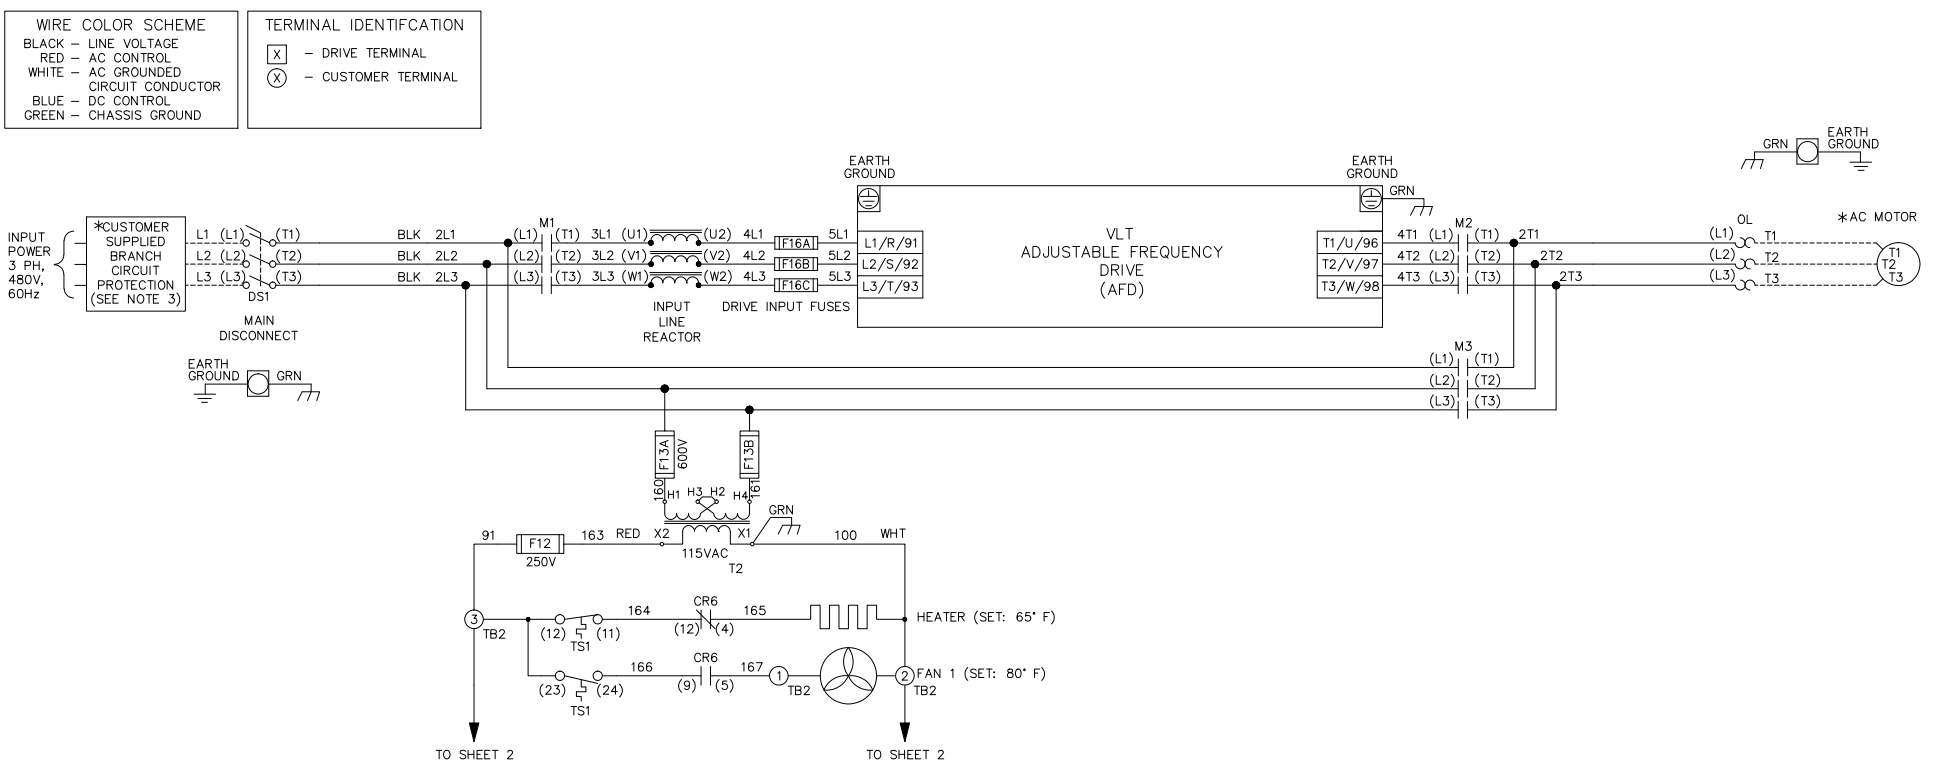 WIRE COLOR SCHEME
BLACK – LINE VOLTAGE
RED – AC CONTROL
WHITE – AC GROUNDED
CIRCUIT CONDUCTOR
BLUE – DC CONTROL
GREEN – CHASSIS GROUND
TERMINAL IDENTIFCATION
X – DRIVE TERMINAL
X – CUSTOMER TERMINAL
INPUT
POWER
3 PH,
480V,
60Hz
*CUSTOMER
SUPPLIED
BRANCH
CIRCUIT
PROTECTION
(SEE NOTE 3)
L1 (L1) (T1) BLK 2L1 (L1) M1 (T1) 3L1 (U1) (U2) 4L1 F16A 5L1 L1/R/91
L2 (L2) (T2) BLK 2L2 (L2) (T2) 3L2 (V1) (V2) 4L2 F16B 5L2 L2/S/92
L3 (L3) (T3) BLK 2L3 (L3) (T3) 3L3 (W1) (W2) 4L3 F16C 5L3 L3/T/93
DS1
MAIN
DISCONNECT
INPUT
LINE
REACTOR
DRIVE INPUT FUSES
EARTH
GROUND
GRN
EARTH
GROUND
VLT
ADJUSTABLE FREQUENCY
DRIVE
(AFD)
EARTH
GROUND
GRN
T1/U/96 4T1 (L1) M2 (T1) 2T1 (L1) OL T1
T2/V/97 4T2 (L2) (T2) 2T2 (L2) T2
T3/W/98 4T3 (L3) (T3) 2T3 (L3) T3
GRN
EARTH
GROUND
*AC MOTOR
T1
T2
T3
M3
(L1) (T1)
(L2) (T2)
(L3) (T3)
F13A
600V
F13B
160
161
H1 H3 H2 H4
GRN
91 F12 163 RED X2 X1 100 WHT
250V
115VAC
T2
3
TB2
(12) (11) 164 CR6 165
TS1
(12) (4)
HEATER (SET: 65° F)
(23) (24) 166 CR6 167 1
TS1
(9) (5)
TB2
2
TB2
FAN 1 (SET: 80° F)
TO SHEET 2
TO SHEET 2